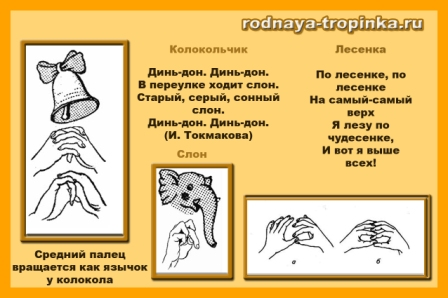 rodnaya-tropinka.ru
Колокольчик
Динь-дон. Динь-дон.
В переулке ходит слон.
Старый, серый, сонный
слон.
Динь-дон. Динь-дон.
(И. Токмакова)
Слон
Лесенка
По лесенке, по
лесенке
На самый-самый
верх
Я лезу по
чудесенке,
И вот я выше
всех!
Средний палец
вращается как язычок
у колокола
а
б